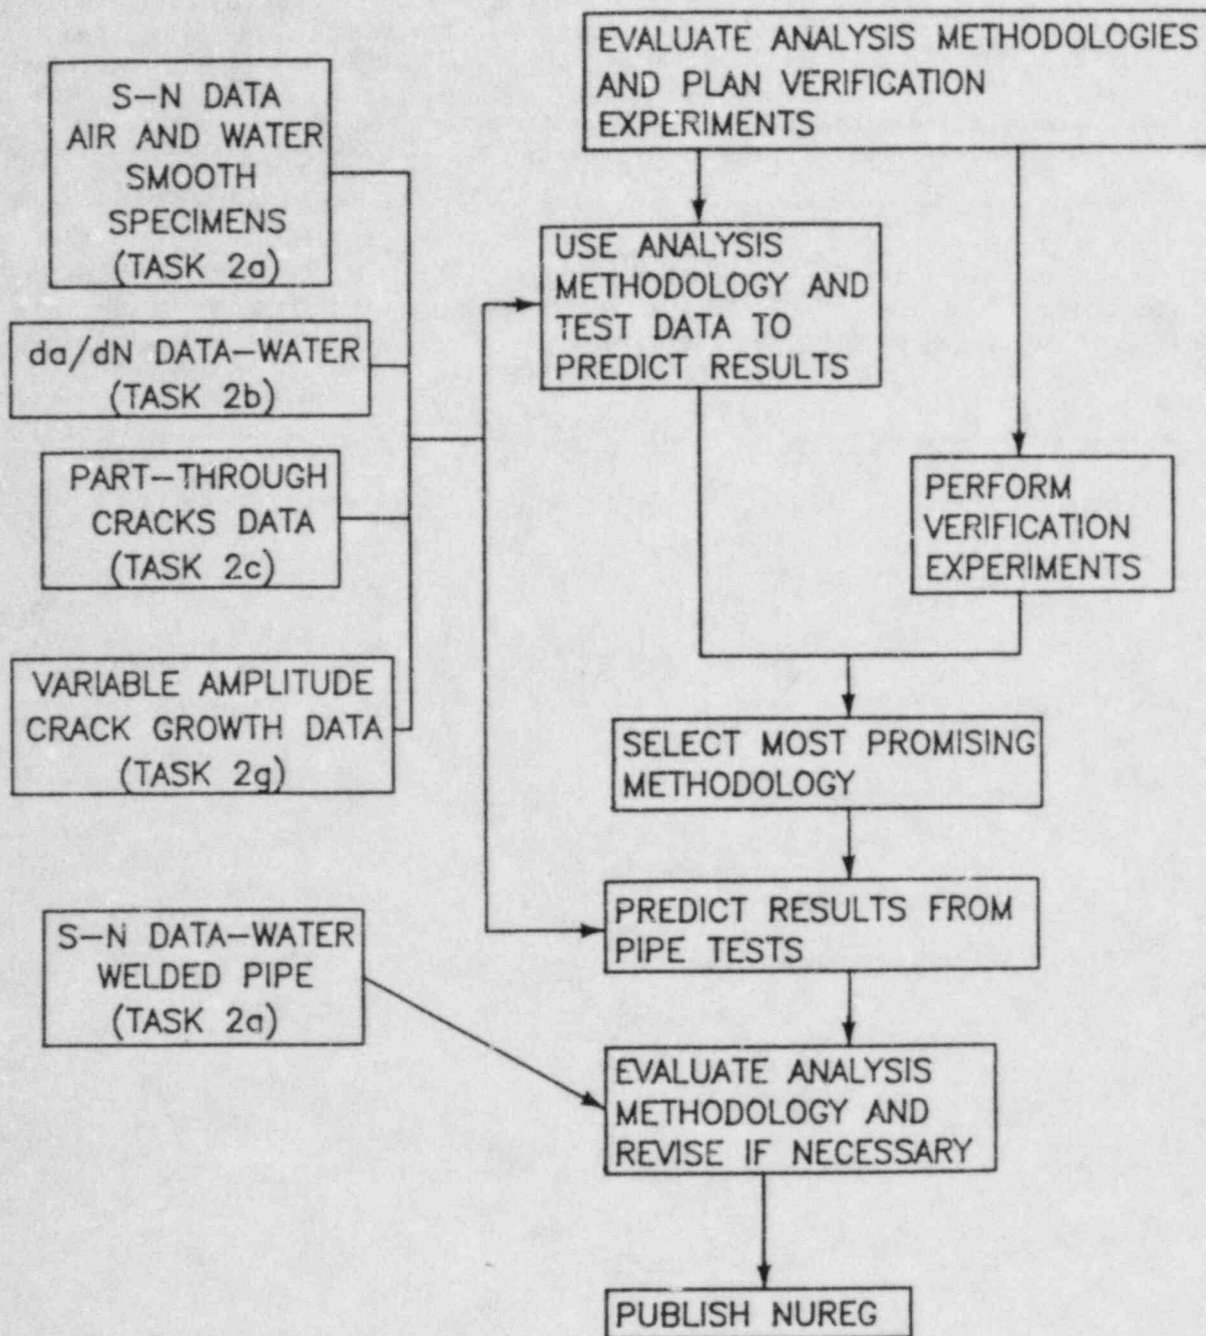 EVALUATE ANALYSIS METHODOLOGIES
AND PLAN VERIFICATION
EXPERIMENTS
S-N DATA
AIR AND WATER
SMOOTH
SPECIMENS
(TASK 2a)
USE ANALYSIS
METHODOLOGY AND
TEST DATA TO
PREDICT RESULTS
da/dN DATA-WATER
(TASK 2b)
PART-THROUGH
CRACKS DATA
(TASK 2c)
PERFORM
VERIFICATION
EXPERIMENTS
VARIABLE AMPLITUDE
CRACK GROWTH DATA
(TASK 2g)
SELECT MOST PROMISING
METHODOLOGY
PREDICT RESULTS FROM
PIPE TESTS
S-N DATA-WATER
WELDED PIPE
(TASK 2a)
EVALUATE ANALYSIS
METHODOLOGY AND
REVISE IF NECESSARY
PUBLISH NUREG